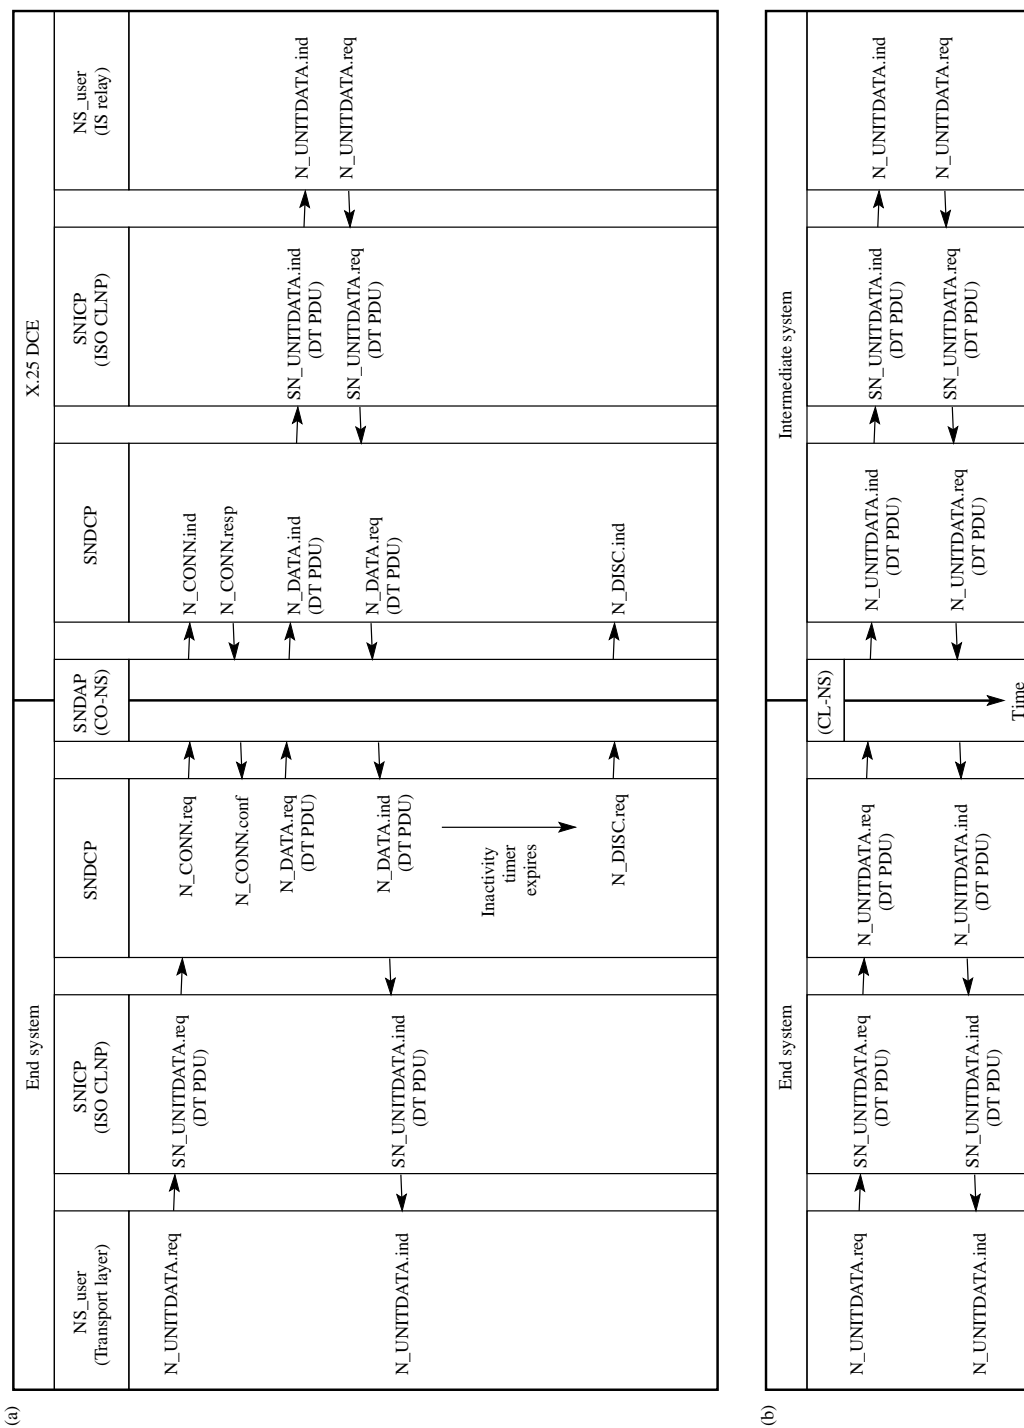 (a)
End system
X.25 DCE
NS_user
(Transport layer)
SNICP
(ISO CLNP)
SNDCP
SNDAP
(CO-NS)
SNDCP
SNICP
(ISO CLNP)
NS_user
(IS relay)
N_UNITDATA.req
SN_UNITDATA.req
(DT PDU)
N_CONN.req
N_CONN.ind
N_CONN.resp
N_CONN.conf
N_DATA.req
(DT PDU)
N_DATA.ind
(DT PDU)
SN_UNITDATA.ind
(DT PDU)
N_UNITDATA.ind
N_UNITDATA.req
SN_UNITDATA.req
(DT PDU)
N_DATA.req
(DT PDU)
N_DATA.ind
(DT PDU)
SN_UNITDATA.ind
(DT PDU)
N_UNITDATA.ind
Inactivity
timer
expires
N_DISC.req
N_DISC.ind
(b)
End system
Intermediate system
(CL-NS)
N_UNITDATA.req
SN_UNITDATA.req
(DT PDU)
N_UNITDATA.req
(DT PDU)
N_UNITDATA.ind
(DT PDU)
SN_UNITDATA.ind
(DT PDU)
N_UNITDATA.ind
N_UNITDATA.req
SN_UNITDATA.req
(DT PDU)
N_UNITDATA.req
(DT PDU)
N_UNITDATA.ind
(DT PDU)
SN_UNITDATA.ind
(DT PDU)
N_UNITDATA.ind
Time